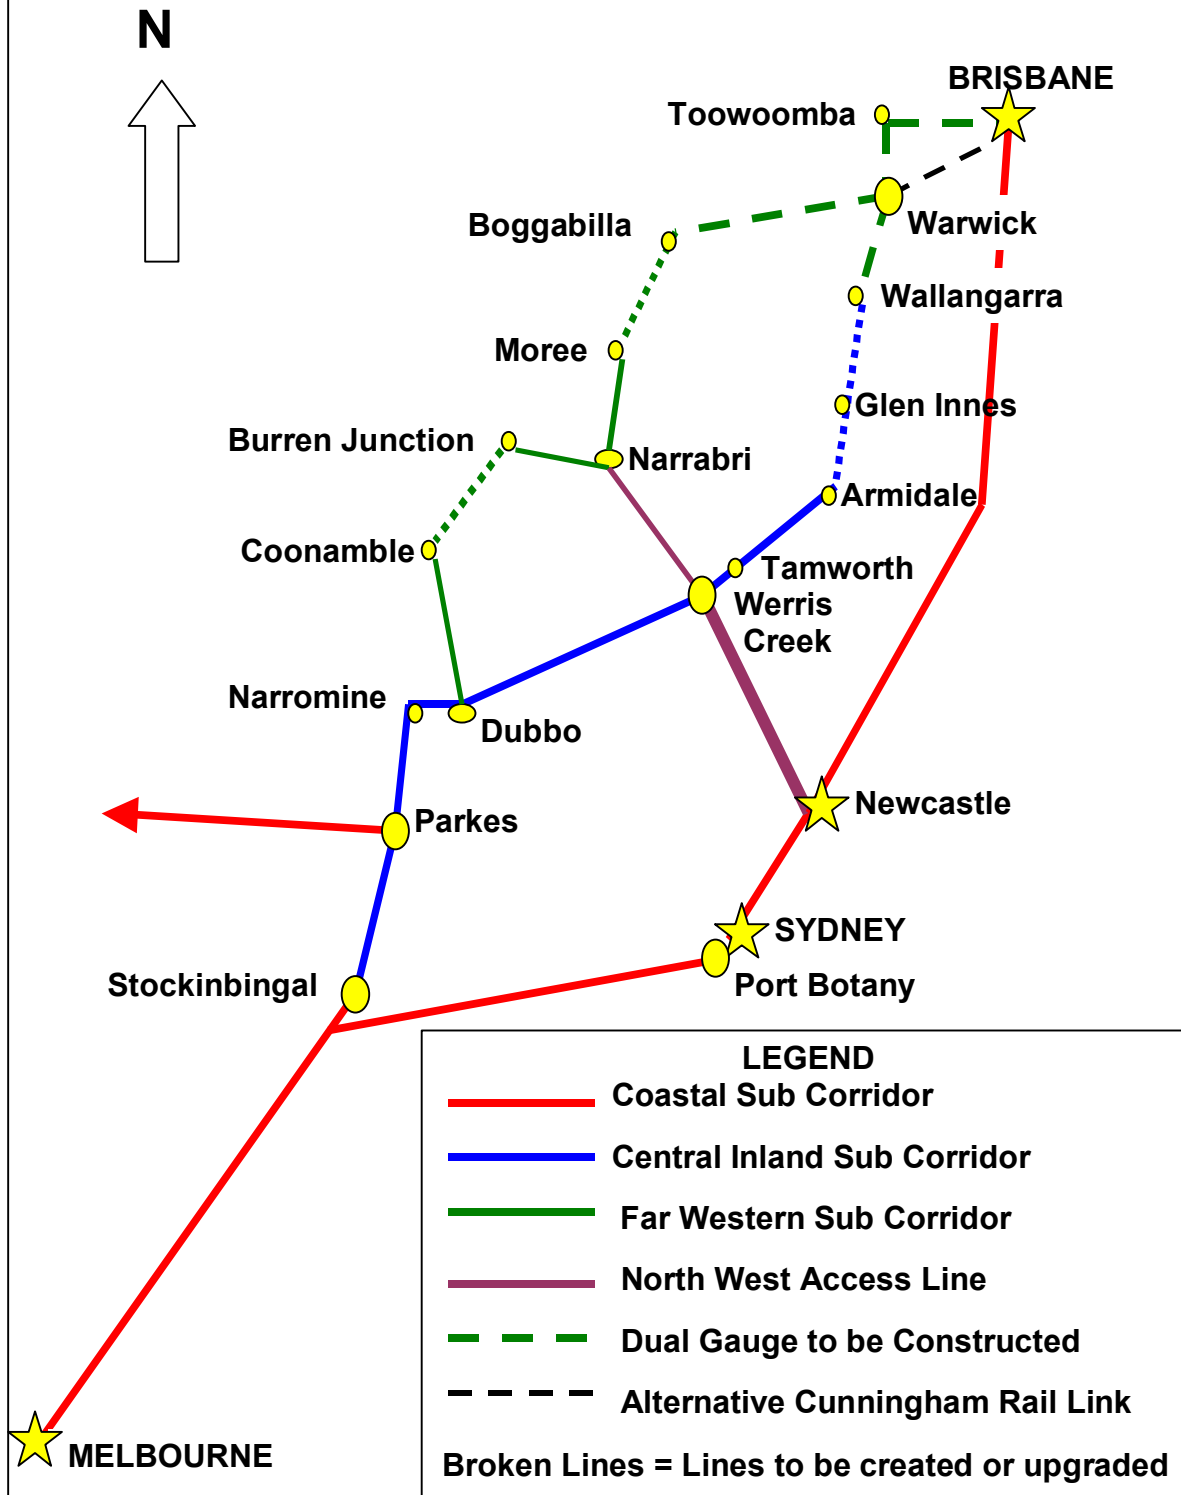 N
BRISBANE
Toowoomba
Warwick
Boggabilla
Wallangarra
Moree
Glen Innes
Burren Junction
Narrabri
Armidale
Coonamble
Tamworth
Werris
Creek
Narromine
Dubbo
Newcastle
Parkes
SYDNEY
Stockinbingal
Port Botany
LEGEND
Coastal Sub Corridor
Central Inland Sub Corridor
Far Western Sub Corridor
North West Access Line
Dual Gauge to be Constructed
Alternative Cunningham Rail Link
Broken Lines = Lines to be created or upgraded
MELBOURNE